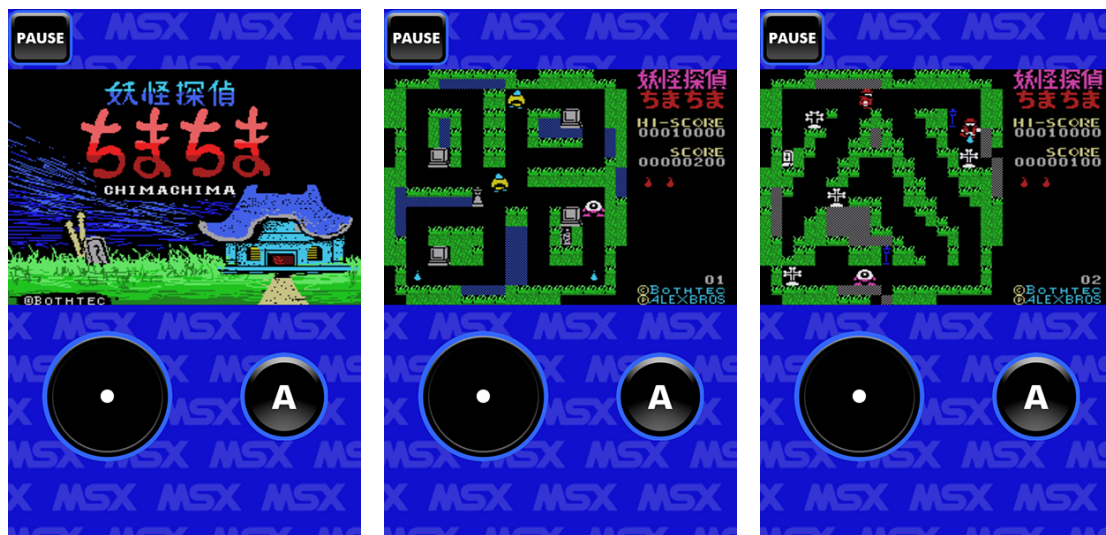 PAUSE
妖怪探偵
ちまちま
CHIMACHIMA
©BOTHTEC
A
PAUSE
妖怪探偵
ちまちま
HI-SCORE
00010000
SCORE
00000200
01
©BOTHTEC
ⓅALEXBROS
A
PAUSE
妖怪探偵
ちまちま
HI-SCORE
00010000
SCORE
00000100
02
©BOTHTEC
ⓅALEXBROS
A
MSX